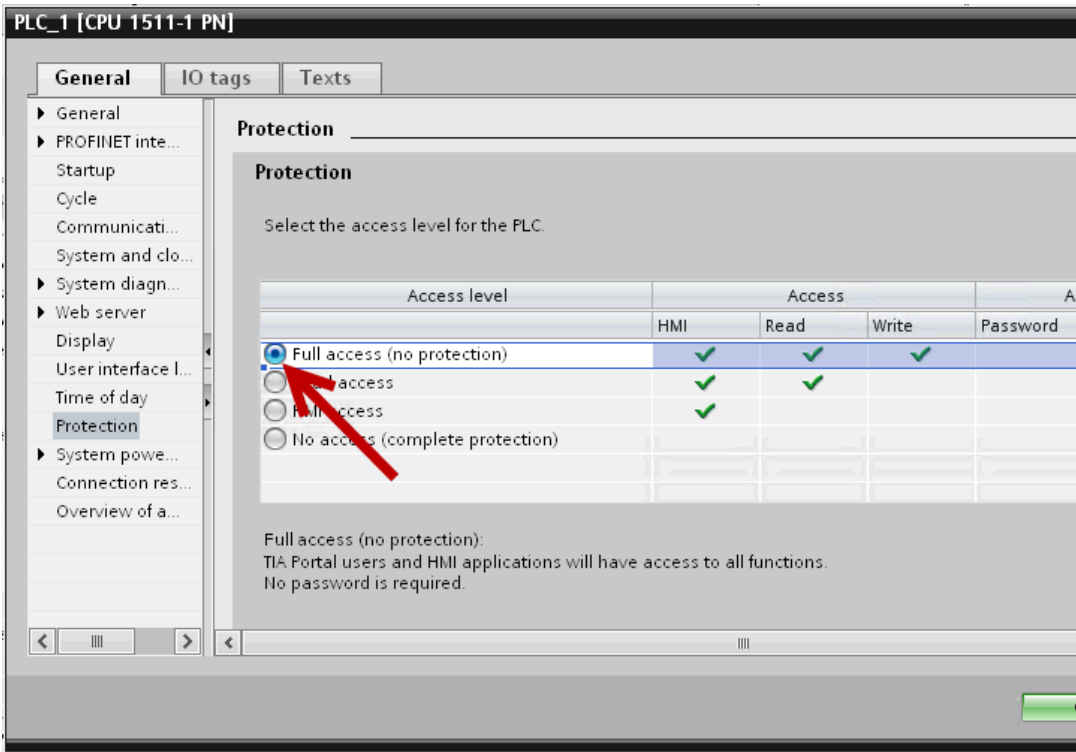 PLC_1 [CPU 1511-1 PN]
General IO tags Texts
General
PROFINET inte...
Startup
Cycle
Communicati...
System and clo...
System diagn...
Web server
Display
User interface l...
Time of day
Protection
System powe...
Connection res...
Overview of a...
Protection
Protection
Select the access level for the PLC.
Access level Access
HMI Read Write Password
Full access (no protection)
access
HMI access
No access (complete protection)
Full access (no protection):
TIA Portal users and HMI applications will have access to all functions.
No password is required.